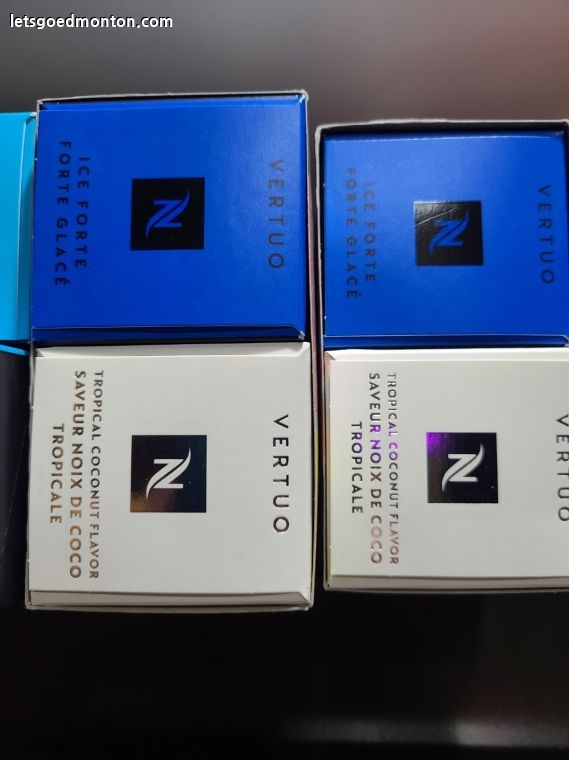 letsgoedmonton.com
VERTUO
N
ICE FORTE
FORTE GLACÉ
VERTUO
N
ICE FORTE
FORTE GLACÉ
VERTUO
N
TROPICAL COCONUT FLAVOR
SAVEUR NOIX DE COCO
TROPICALE
VERTUO
N
TROPICAL COCONUT FLAVOR
SAVEUR NOIX DE COCO
TROPICALE